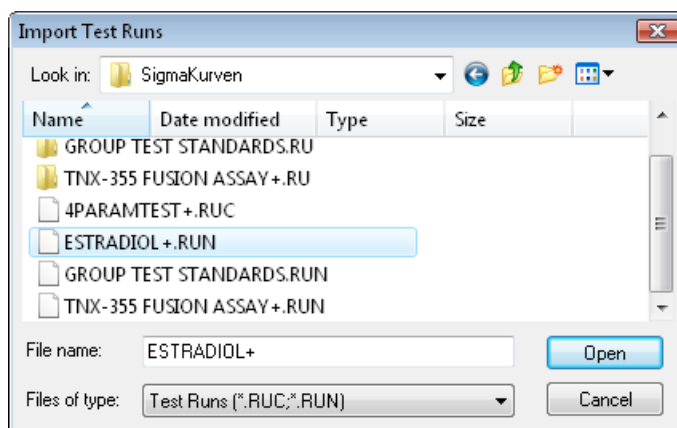 Import Test Runs
Look in: SigmaKurven
Name Date modified Type Size
GROUP TEST STANDARDS.RU
TNX-355 FUSION ASSAY+.RU
4PARAMTEST+.RUC
ESTRADIOL+.RUN
GROUP TEST STANDARDS.RUN
TNX-355 FUSION ASSAY+.RUN
File name: ESTRADIOL+ Open
Files of type: Test Runs (*.RUC;*.RUN) Cancel